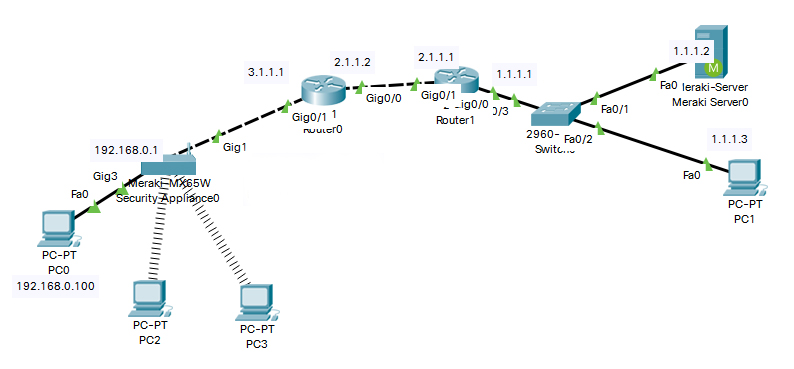 1.1.1.2
M
Meraki-Server
Meraki Server0
Fa0
Fa0/1
2.1.1.1
2.1.1.2
3.1.1.1
1.1.1.1
Gig0/1
Gig0/0
Gig0/1
Gig0/0
0/3
Router0
Router1
2960-
Fa0/2
1.1.1.3
Fa0
PC-PT
PC1
192.168.0.1
Gig1
Gig3
Meraki-MX65W
Security Appliance0
Fa0
PC-PT
PC0
192.168.0.100
PC-PT
PC2
PC-PT
PC3